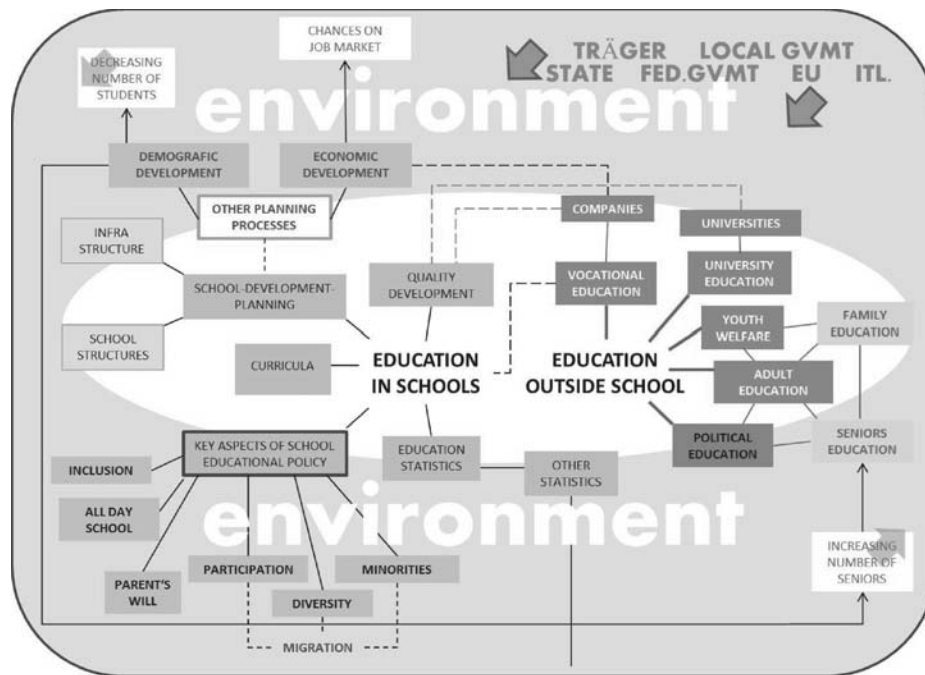 CHANCES ON
JOB MARKET
DECREASING
NUMBER OF
STUDENTS
TRÄGER LOCAL GVMT
STATE FED.GVMT EU ITL.
environment
DEMOGRAFIC
DEVELOPMENT
ECONOMIC
DEVELOPMENT
OTHER PLANNING
PROCESSES
COMPANIES
UNIVERSITIES
INFRA
STRUCTURE
SCHOOL-DEVELOPMENT-
PLANNING
QUALITY
DEVELOPMENT
VOCATIONAL
EDUCATION
UNIVERSITY
EDUCATION
SCHOOL
STRUCTURES
YOUTH
WELFARE
FAMILY
EDUCATION
CURRICULA
EDUCATION
IN SCHOOLS
EDUCATION
OUTSIDE SCHOOL
ADULT
EDUCATION
KEY ASPECTS OF SCHOOL
EDUCATIONAL POLICY
EDUCATION
STATISTICS
OTHER
STATISTICS
POLITICAL
EDUCATION
SENIORS
EDUCATION
INCLUSION
ALL DAY
SCHOOL
environment
PARENT'S
WILL
PARTICIPATION
DIVERSITY
MINORITIES
INCREASING
NUMBER OF
SENIORS
MIGRATION